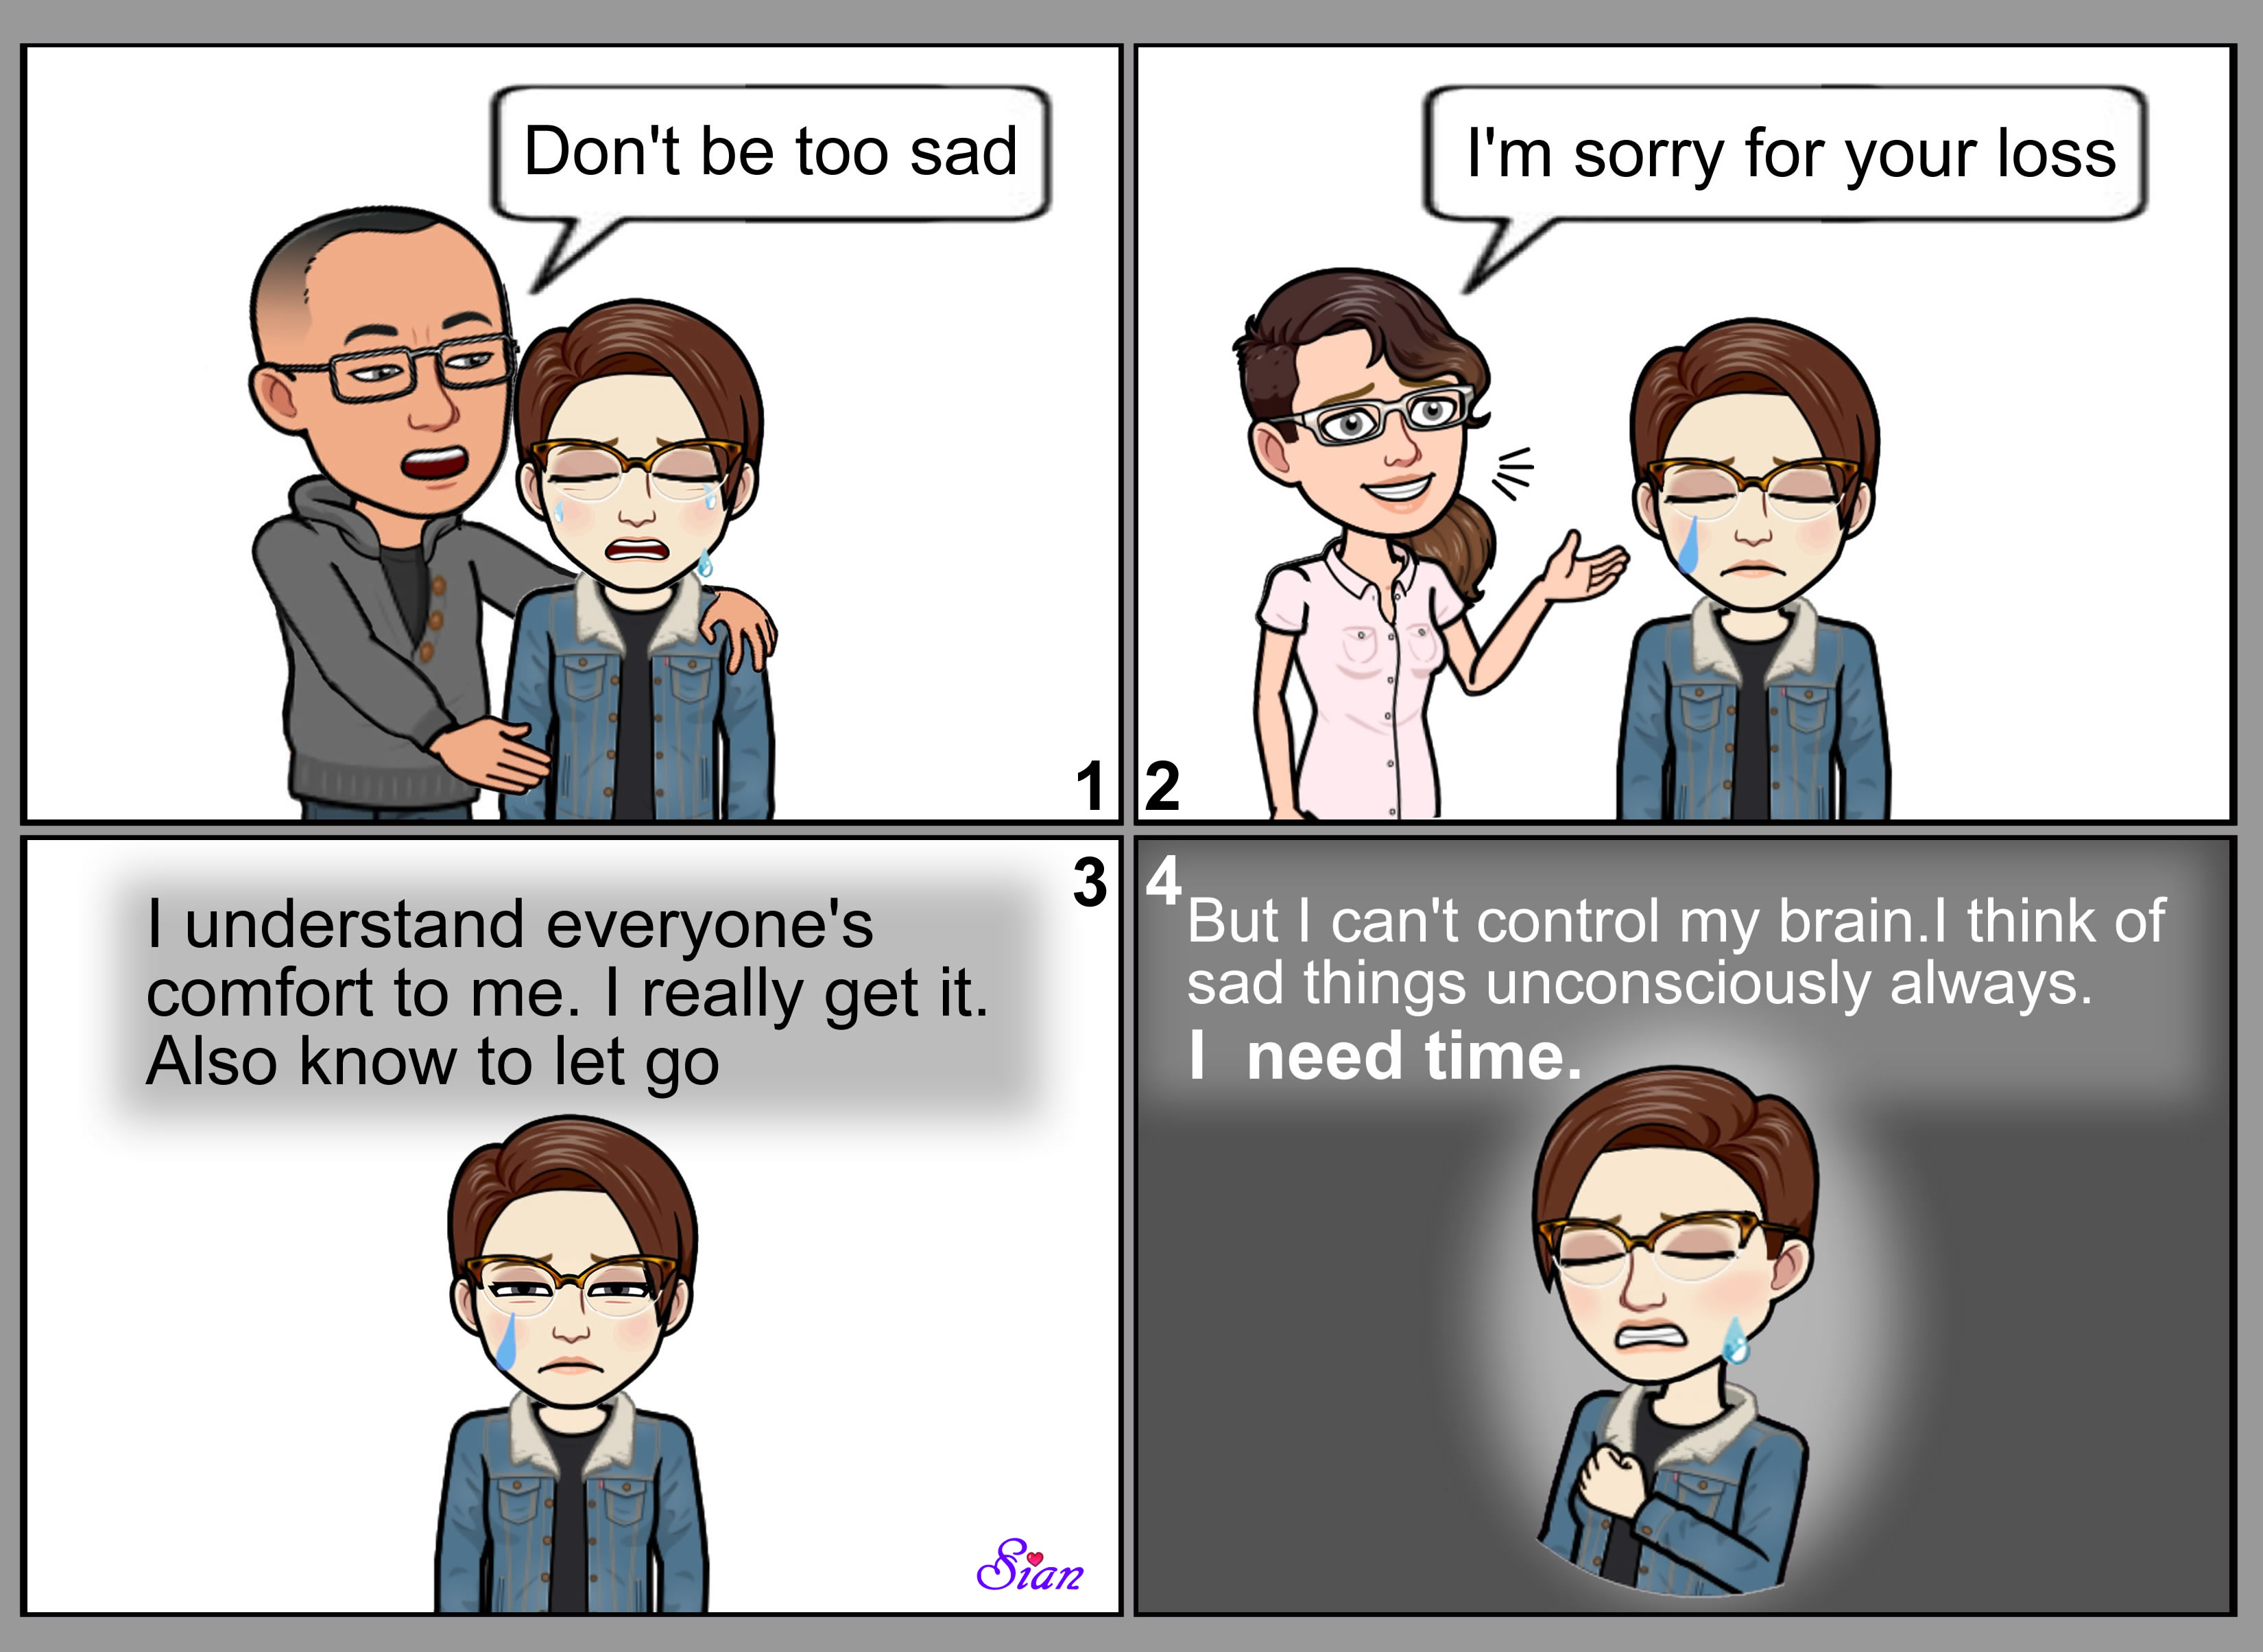 Don't be too sad
1
I'm sorry for your loss
2
3
I understand everyone's
comfort to me. I really get it.
Also know to let go
Sian
4
But I can't control my brain.I think of
sad things unconsciously always.
I need time.